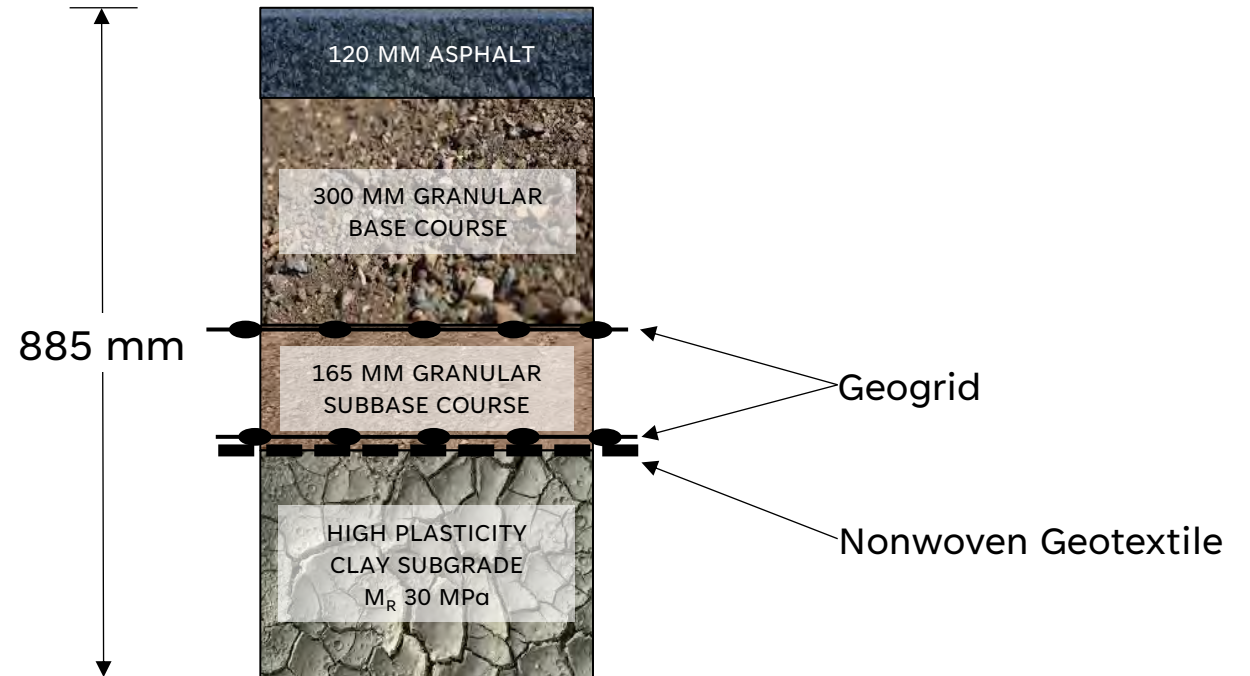 120 MM ASPHALT
300 MM GRANULAR
BASE COURSE
885 mm
165 MM GRANULAR
SUBBASE COURSE
Geogrid
HIGH PLASTICITY
CLAY SUBGRADE
MR 30 MPa
Nonwoven Geotextile